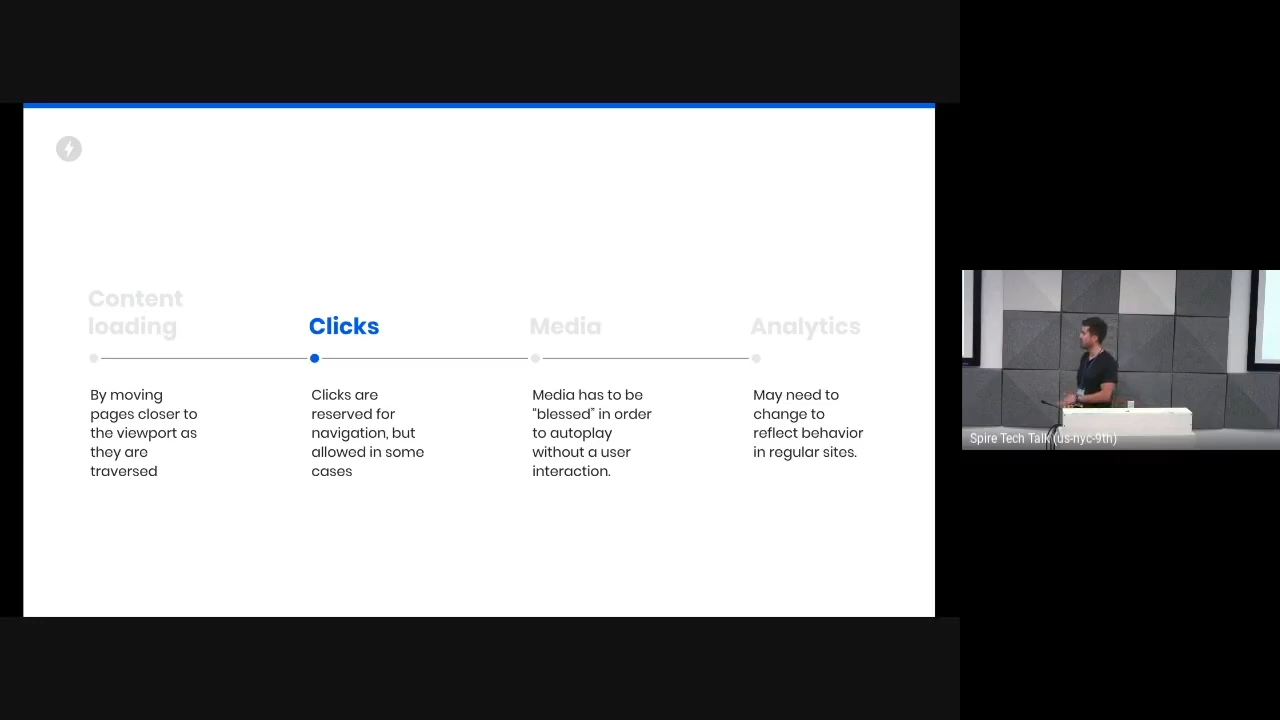 Content
loading
Clicks
Media
Analytics
By moving
pages closer to
the viewport as
they are
traversed
Clicks are
reserved for
navigation, but
allowed in some
cases
Media has to be
"blessed" in order
to autoplay
without a user
interaction.
May need to
change to
reflect behavior
in regular sites.
Spire Tech Talk (us-nyc-9th)